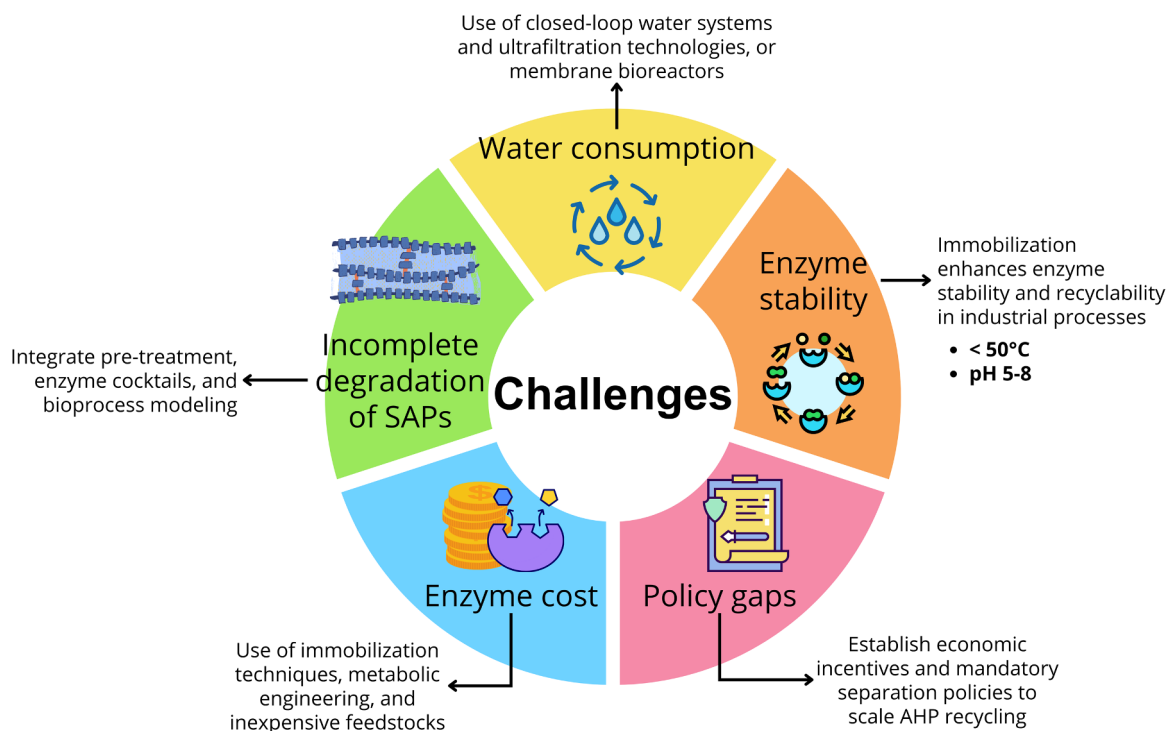 Use of closed-loop water systems
and ultrafiltration technologies, or
membrane bioreactors
Water consumption
Enzyme
stability
Immobilization
enhances enzyme
stability and recyclability
in industrial processes
• < 50°C
• pH 5-8
Incomplete
degradation
of SAPs
Integrate pre-treatment,
enzyme cocktails, and
bioprocess modeling
Challenges
$
Enzyme cost
Policy gaps
Use of immobilization
techniques, metabolic
engineering, and
inexpensive feedstocks
Establish economic
incentives and mandatory
separation policies to
scale AHP recycling